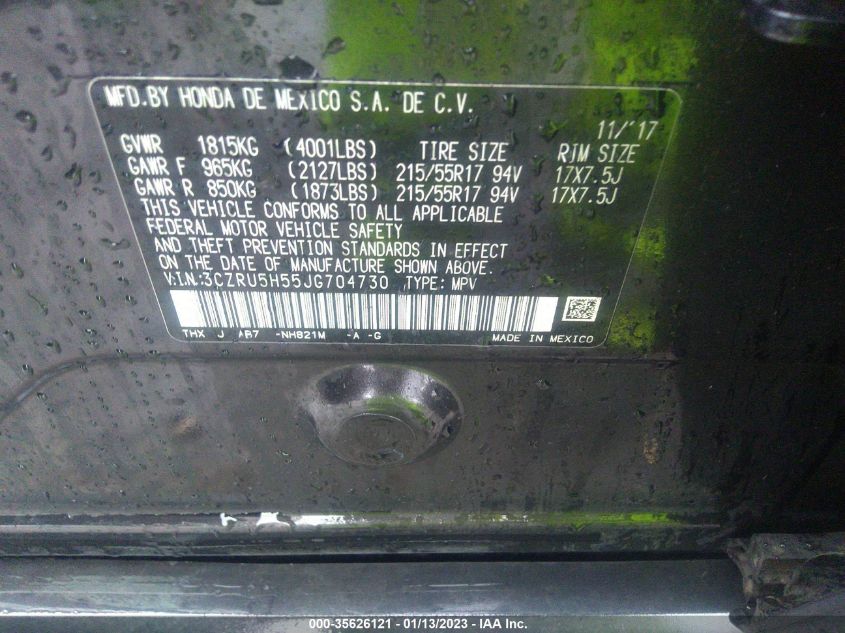 MFD.BY HONDA DE MEXICO S.A. DE C.V.
11/'17
GVWR 1815KG (4001LBS) TIRE SIZE RIM SIZE
GAWR F 965KG (2127LBS) 215/55R17 94V 17X7.5J
GAWR R 850KG (1873LBS) 215/55R17 94V 17X7.5J
THIS VEHICLE CONFORMS TO ALL APPLICABLE
FEDERAL MOTOR VEHICLE SAFETY
AND THEFT PREVENTION STANDARDS IN EFFECT
ON THE DATE OF MANUFACTURE SHOWN ABOVE.
V.I.N.:3CZRU5H55JG704730 TYPE: MPV
THX J AB7 -NH821M -A -G MADE IN MEXICO
000-35626121 - 01/13/2023 - IAA Inc.